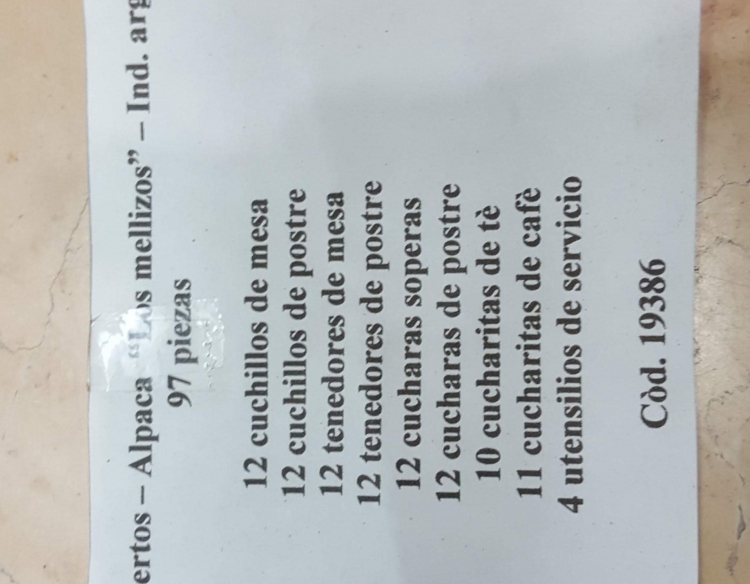 ertos – Alpaca “Los mellizos” – Ind. arg
97 piezas
12 cuchillos de mesa
12 cuchillos de postre
12 tenedores de mesa
12 tenedores de postre
12 cucharas soperas
12 cucharas de postre
10 cucharitas de tè
11 cucharitas de cafè
4 utensilios de servicio
Còd. 19386